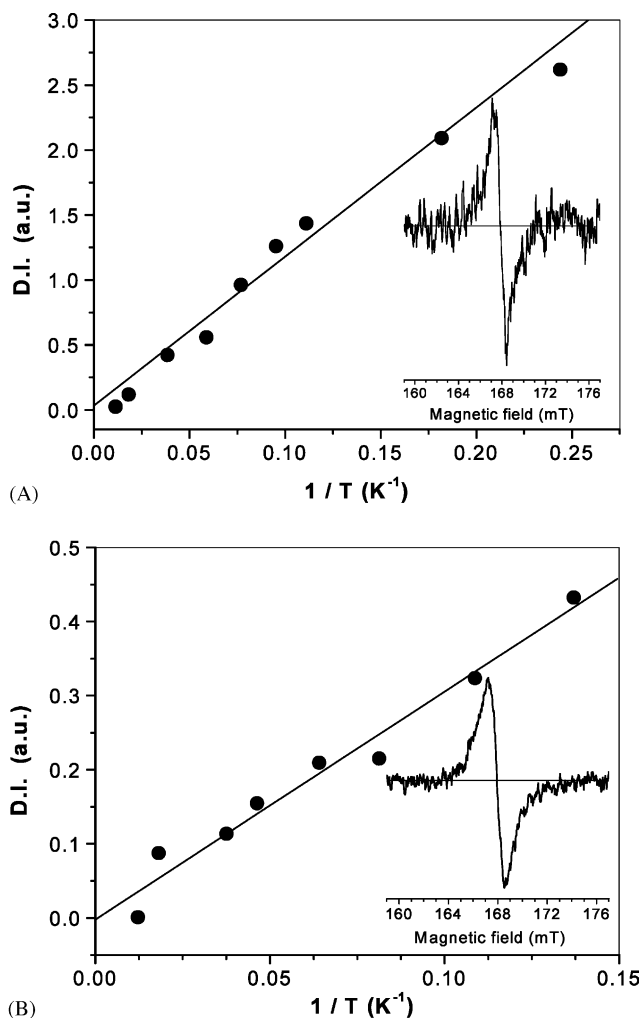 3.0
2.5
2.0
1.5
1.0
0.5
0.0
D.I. (a.u.)
160 164 168 172 176
Magnetic field (mT)
0.00 0.05 0.10 0.15 0.20 0.25
1 / T (K-1)
(A)
0.5
0.4
0.3
0.2
0.1
0.0
D.I. (a.u.)
160 164 168 172 176
Magnetic field (mT)
0.00 0.05 0.10 0.15
1 / T (K-1)
(B)